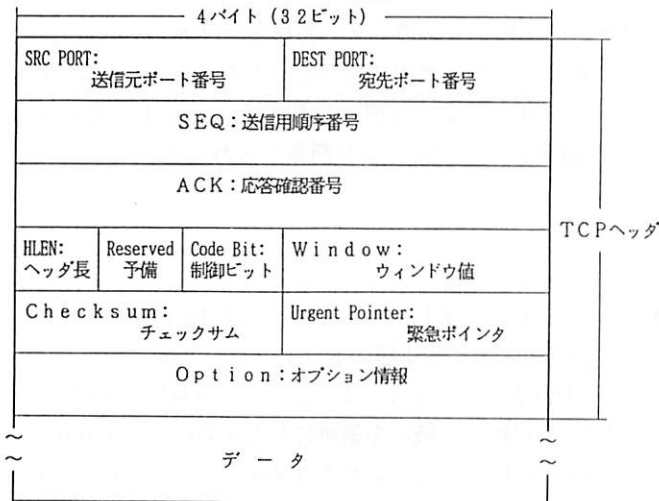 4バイト (32ビット)
SRC PORT:
送信元ポート番号
DEST PORT:
宛先ポート番号
SEQ:送信用順序番号
ACK:応答確認番号
TCPヘッダ
HLEN:
ヘッダ長
Reserved
予備
Code Bit:
制御ビット
Window:
ウィンドウ値
Checksum:
チェックサム
Urgent Pointer:
緊急ポインタ
Option:オプション情報
~ ~
~ データ ~